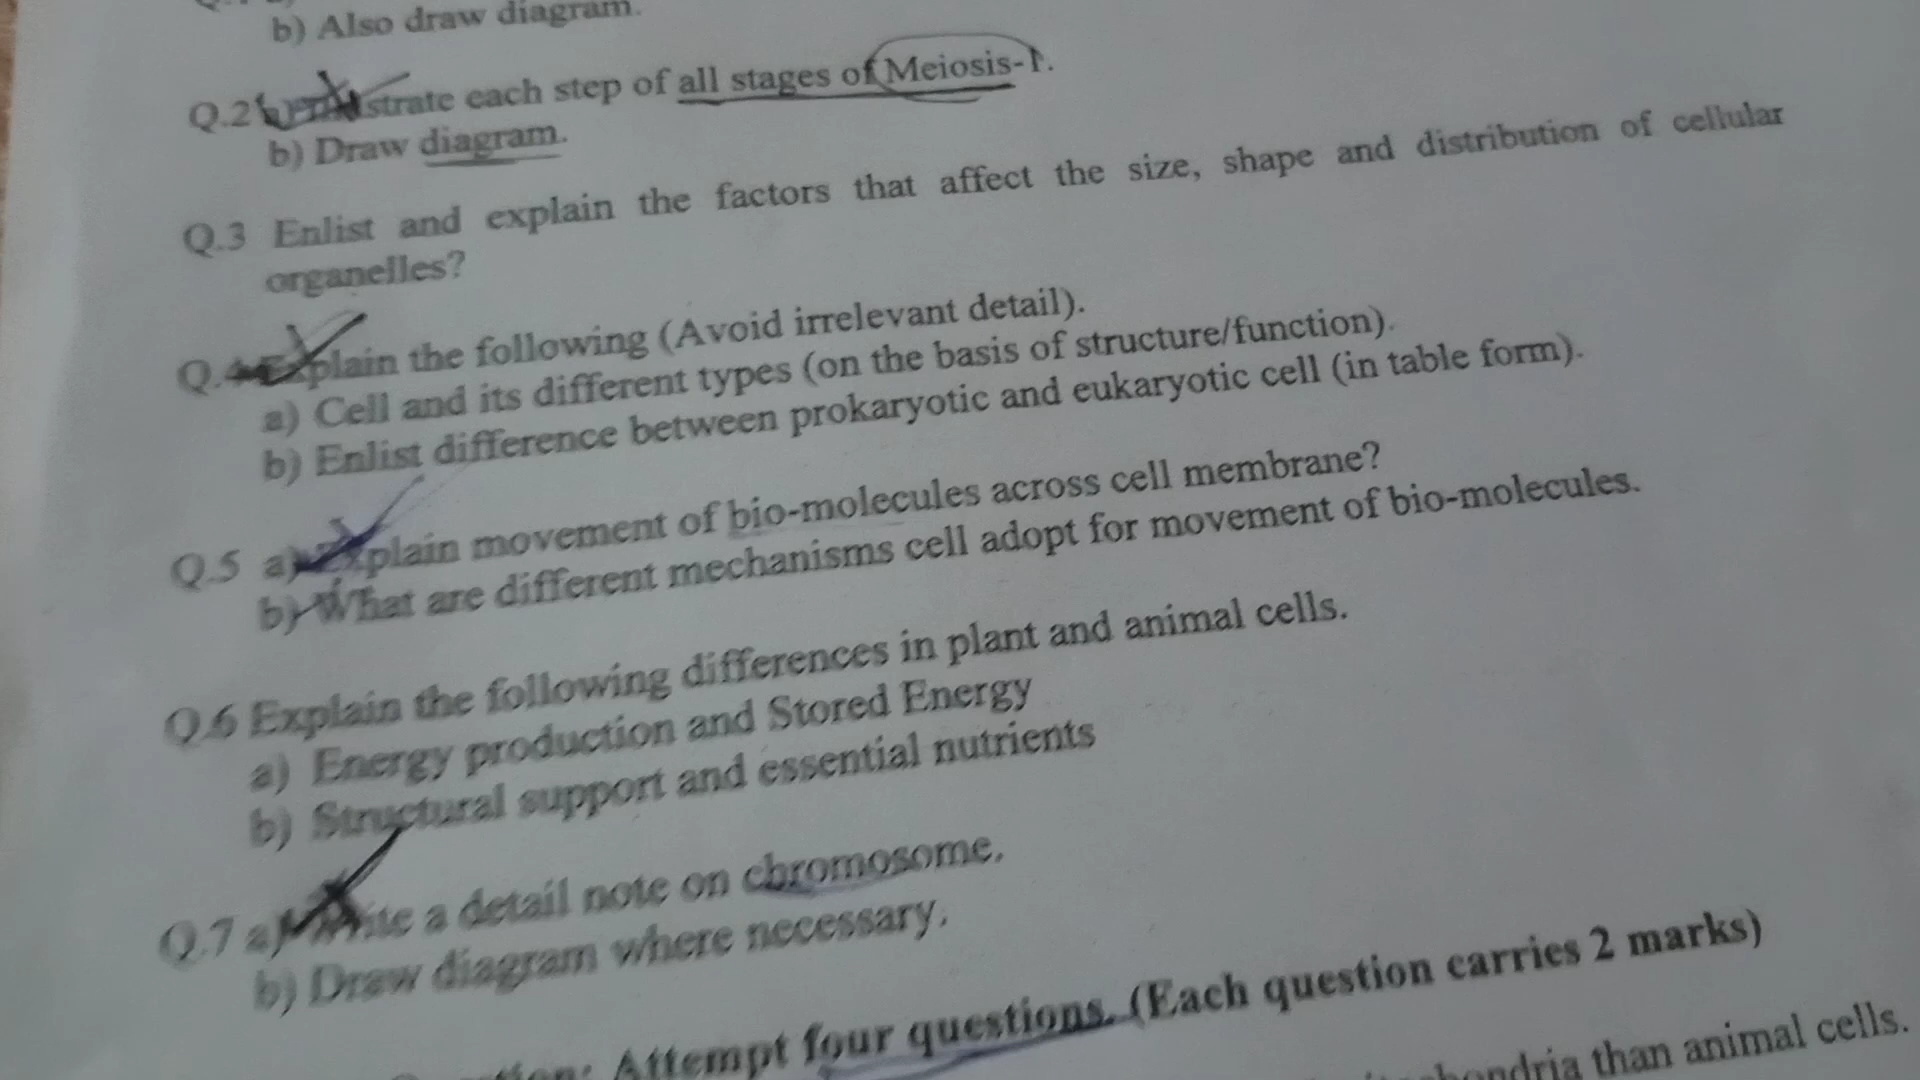 b) Also draw diagram.
Q.2 strate each step of all stages of Meiosis-I.
b) Draw diagram.
Q.3 Enlist and explain the factors that affect the size, shape and distribution of cellular
organelles?
Q.4 Explain the following (Avoid irrelevant detail).
a) Cell and its different types (on the basis of structure/function).
b) Enlist difference between prokaryotic and eukaryotic cell (in table form).
Q.5 a) Explain movement of bio-molecules across cell membrane?
b) What are different mechanisms cell adopt for movement of bio-molecules.
Q.6 Explain the following differences in plant and animal cells.
a) Energy production and Stored Energy
b) Structural support and essential nutrients
Q.7 a) Write a detail note on chromosome.
b) Draw diagram where necessary.
Attempt four questions. (Each question carries 2 marks)
than animal cells.